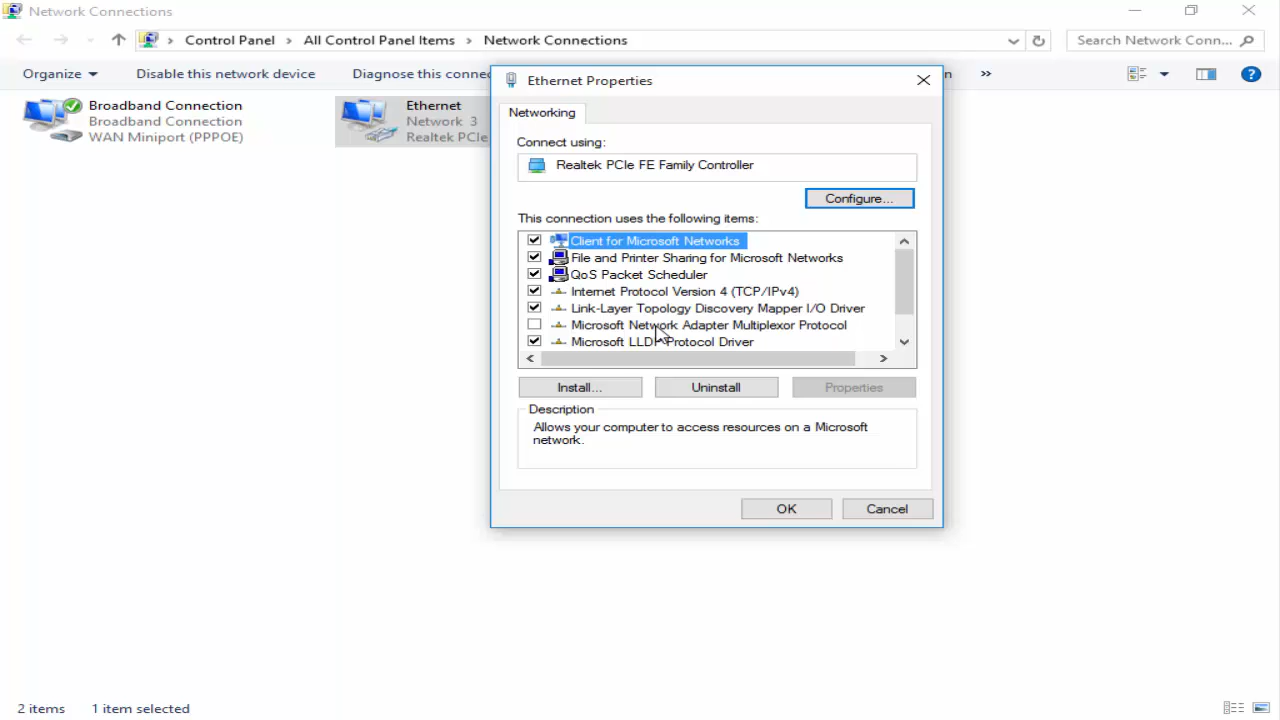 Network Connections
Control Panel > All Control Panel Items > Network Connections
Search Network Conn...
Organize
Disable this network device
Diagnose this connec
n
»
Broadband Connection
Broadband Connection
WAN Miniport (PPPOE)
Ethernet
Network 3
Realtek PCIe
Ethernet Properties
Networking
Connect using:
Realtek PCIe FE Family Controller
Configure...
This connection uses the following items:
Client for Microsoft Networks
File and Printer Sharing for Microsoft Networks
QoS Packet Scheduler
Internet Protocol Version 4 (TCP/IPv4)
Link-Layer Topology Discovery Mapper I/O Driver
Microsoft Network Adapter Multiplexor Protocol
Microsoft LLDP Protocol Driver
Install...
Uninstall
Properties
Description
Allows your computer to access resources on a Microsoft
network.
OK
Cancel
2 items
1 item selected